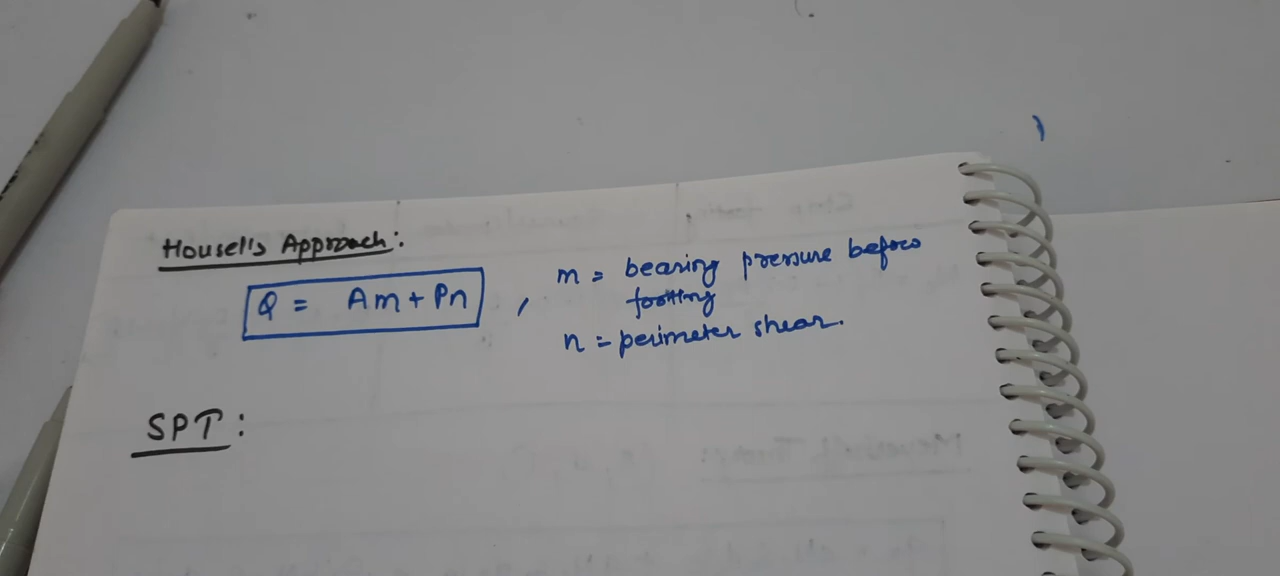 Housel's Approach:
Q = Am + Pn , m = bearing pressure before
footing
n = perimeter shear.
SPT: